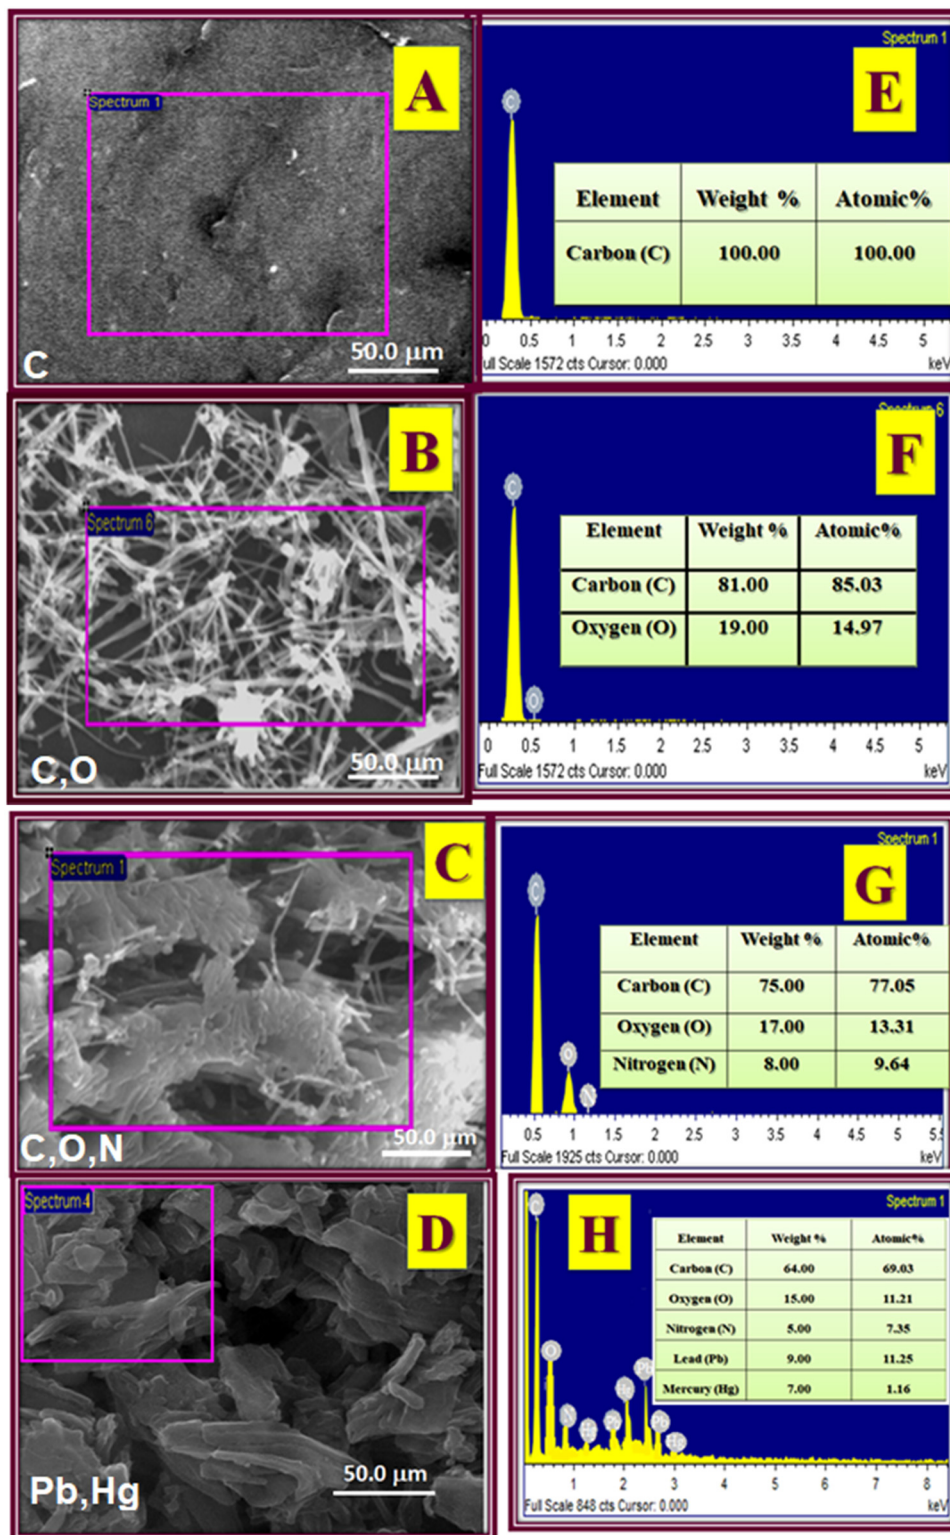 A
Spectrum 1
50.0 µm
C
Spectrum 1
E
C
Element Weight % Atomic%
Carbon (C) 100.00 100.00
0 0.5 1 1.5 2 2.5 3 3.5 4 4.5 5
ull Scale 1572 cts Cursor: 0.000
keV
B
Spectrum 6
50.0 µm
C,O
Spectrum 6
F
C
O
Element Weight % Atomic%
Carbon (C) 81.00 85.03
Oxygen (O) 19.00 14.97
0 0.5 1 1.5 2 2.5 3 3.5 4 4.5 5
Full Scale 1572 cts Cursor: 0.000
keV
C
Spectrum 1
50.0 µm
C,O,N
Spectrum 1
G
C
O
N
Element Weight % Atomic%
Carbon (C) 75.00 77.05
Oxygen (O) 17.00 13.31
Nitrogen (N) 8.00 9.64
0.5 1 1.5 2 2.5 3 3.5 4 4.5 5 5.5
Full Scale 1925 cts Cursor: 0.000
keV
D
Spectrum 4
50.0 µm
Pb,Hg
Spectrum 1
H
C
O
N
Pb
Hg
Pb
Pb
Hg
Element Weight % Atomic%
Carbon (C) 64.00 69.03
Oxygen (O) 15.00 11.21
Nitrogen (N) 5.00 7.35
Lead (Pb) 9.00 11.25
Mercury (Hg) 7.00 1.16
1 2 3 4 5 6 7 8
Full Scale 848 cts Cursor: 0.000
keV